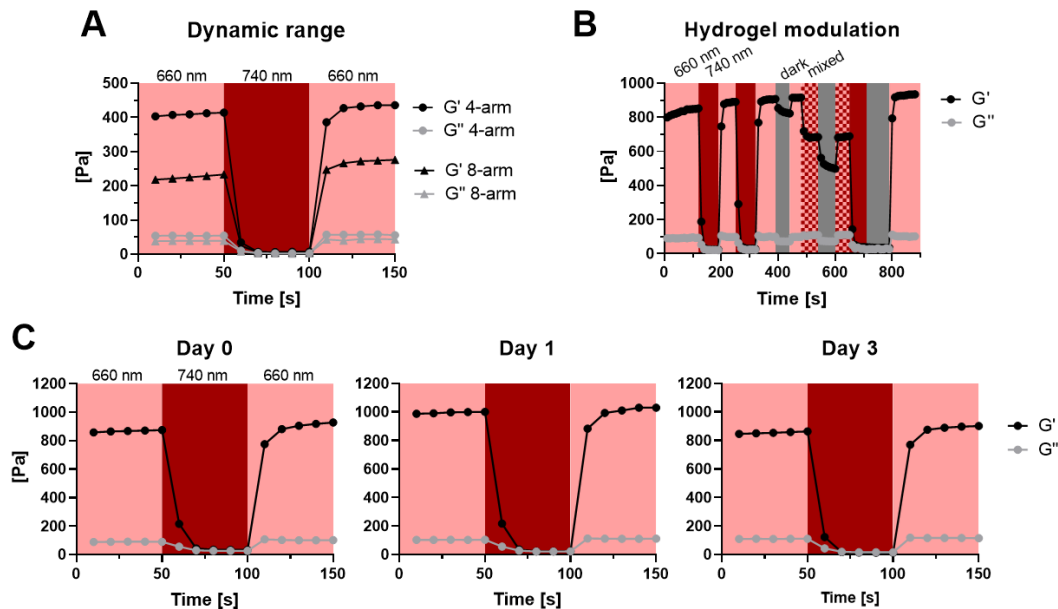 A
Dynamic range
660 nm 740 nm 660 nm
500
400
300
200
100
0
[Pa]
0 50 100 150
Time [s]
G' 4-arm
G'' 4-arm
G' 8-arm
G'' 8-arm
B
Hydrogel modulation
660 nm 740 nm dark mixed
1000
800
600
400
200
0
[Pa]
0 200 400 600 800
Time [s]
G'
G''
C
Day 0
660 nm 740 nm 660 nm
1200
1000
800
600
400
200
0
[Pa]
0 50 100 150
Time [s]
Day 1
1200
1000
800
600
400
200
0
0 50 100 150
Time [s]
Day 3
1200
1000
800
600
400
200
0
0 50 100 150
Time [s]
G'
G''